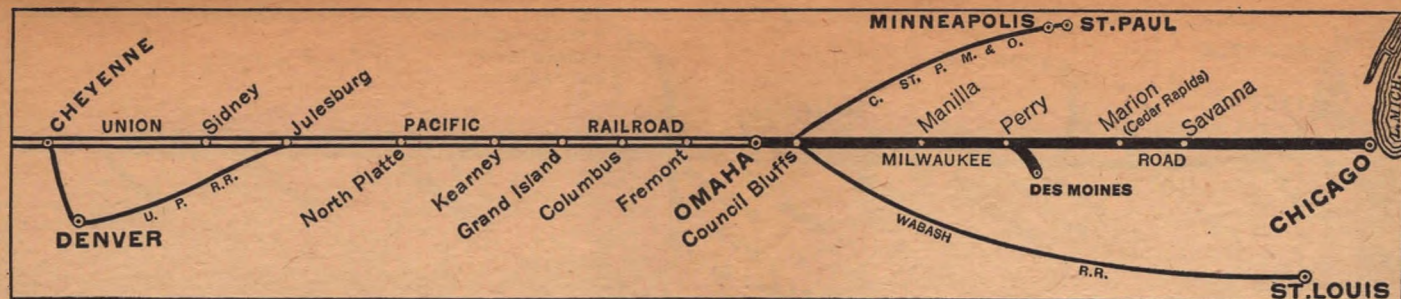 MINNEAPOLIS ST.PAUL
C. ST. P. M. & O.
CHEYENNE
UNION
Sidney
Julesburg
PACIFIC
RAILROAD
Manilla
Perry
Marion
(Cedar Rapids)
Savanna
L. MICH.
MILWAUKEE
ROAD
U. P. R.R.
DENVER
North Platte
Kearney
Grand Island
Columbus
Fremont
OMAHA
Council Bluffs
DES MOINES
CHICAGO
WABASH
R.R.
ST. LOUIS